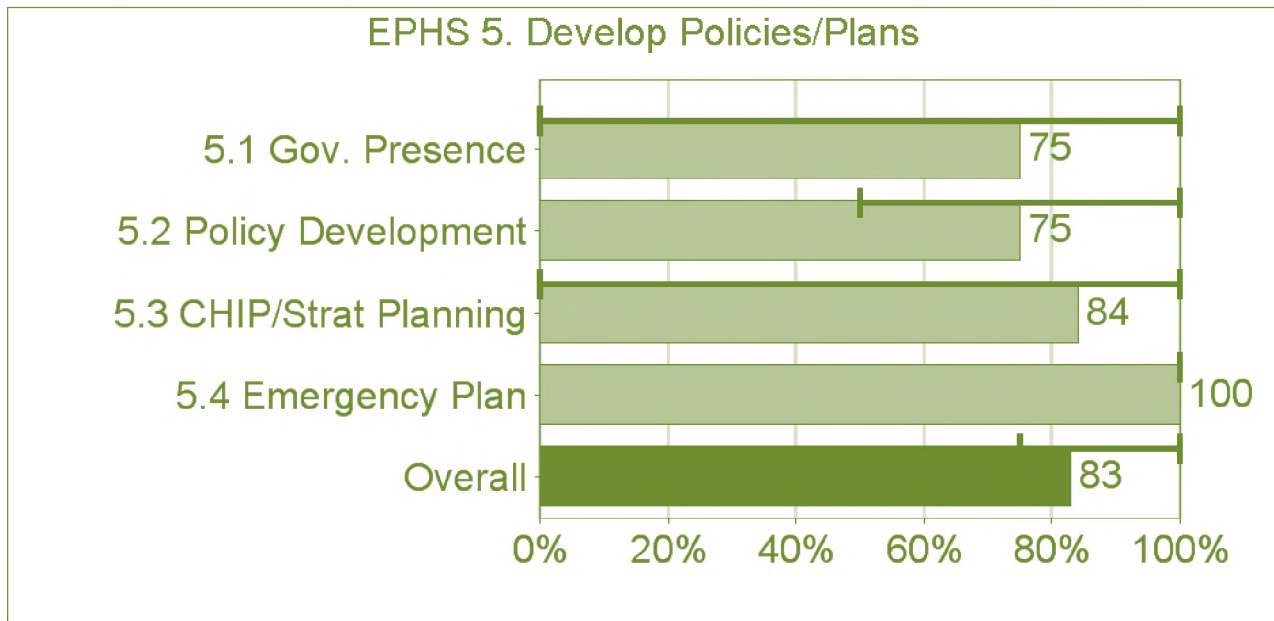 EPHS 5. Develop Policies/Plans
5.1 Gov. Presence 75
5.2 Policy Development 75
5.3 CHIP/Strat Planning 84
5.4 Emergency Plan 100
Overall 83
0% 20% 40% 60% 80% 100%